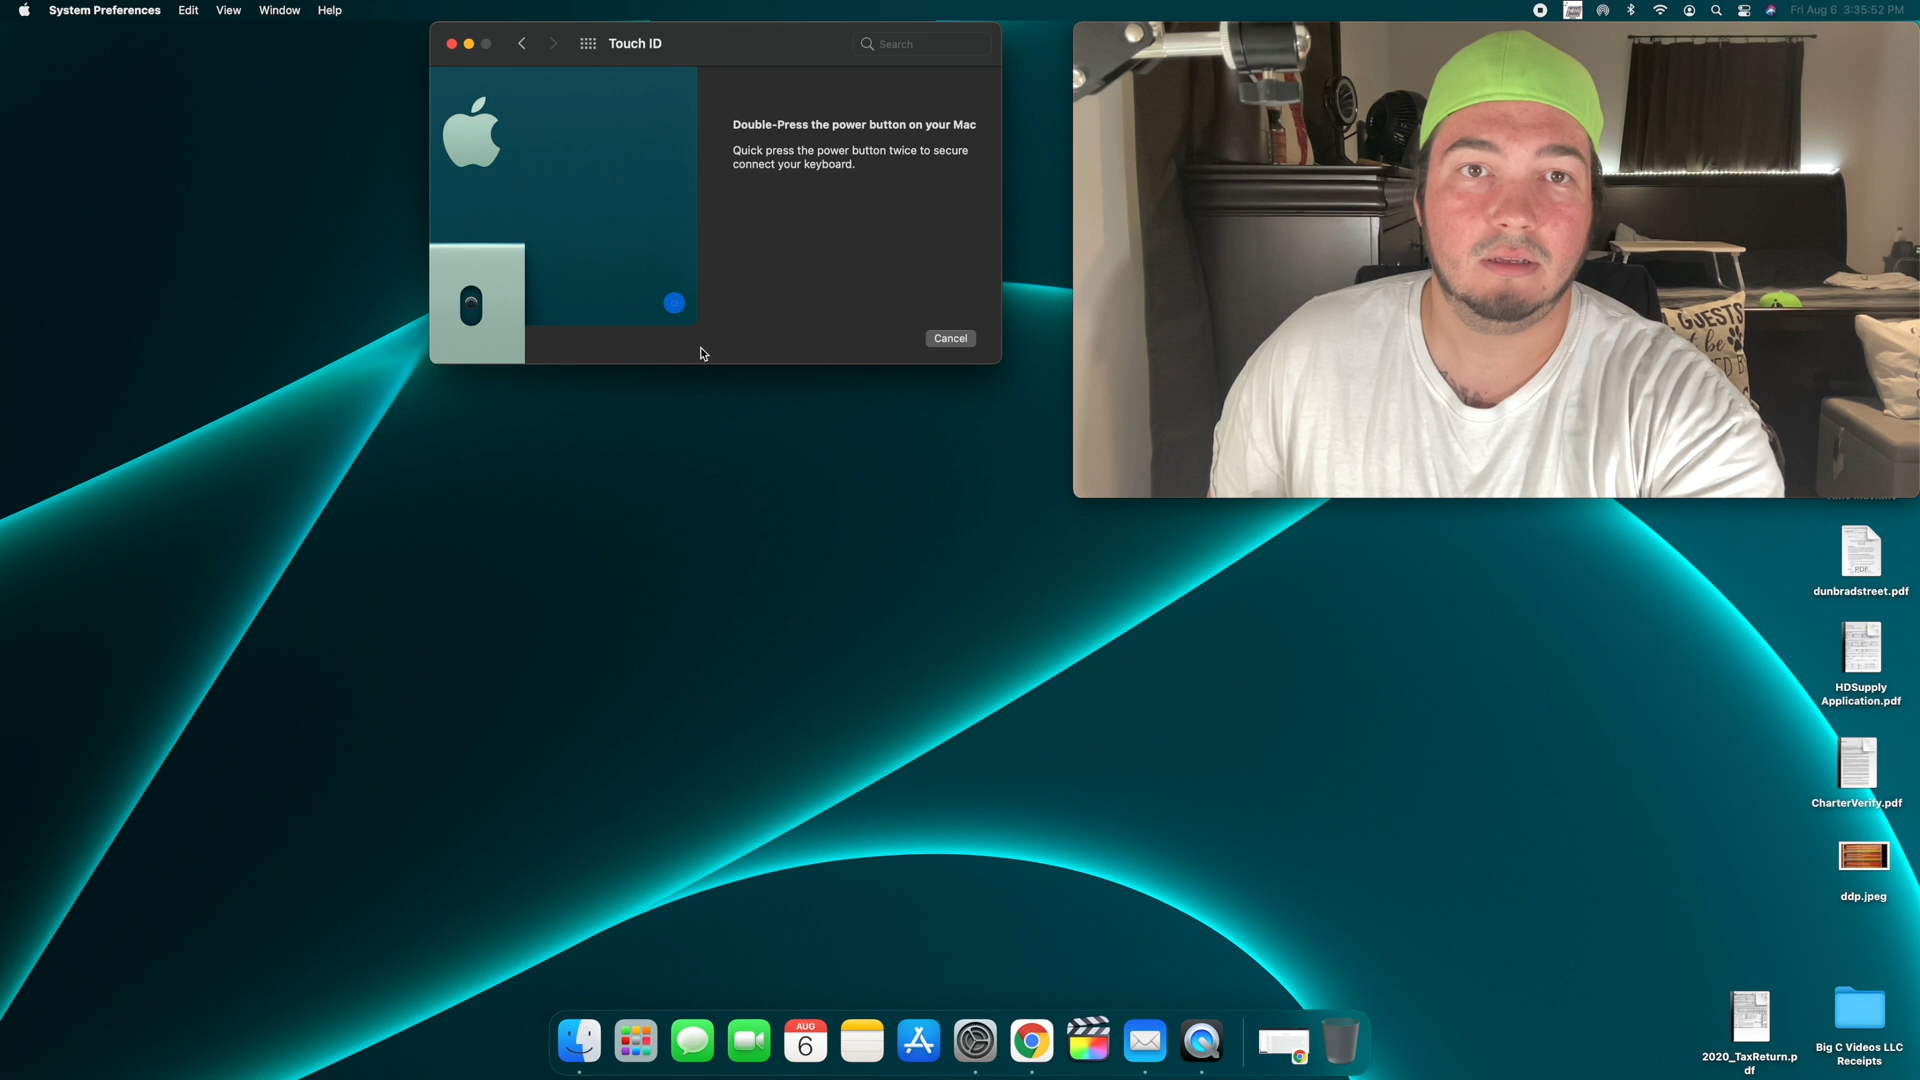 System Preferences Edit View Window Help
Fri Aug 6 3:35:52 PM
Touch ID
Search
Double-Press the power button on your Mac
Quick press the power button twice to secure
connect your keyboard.
Cancel
GUESTS
PDF
dunbradstreet.pdf
HDSupply
Application.pdf
CharterVerify.pdf
ddp.jpeg
AUG
6
2020_TaxReturn.p
df
Big C Videos LLC
Receipts